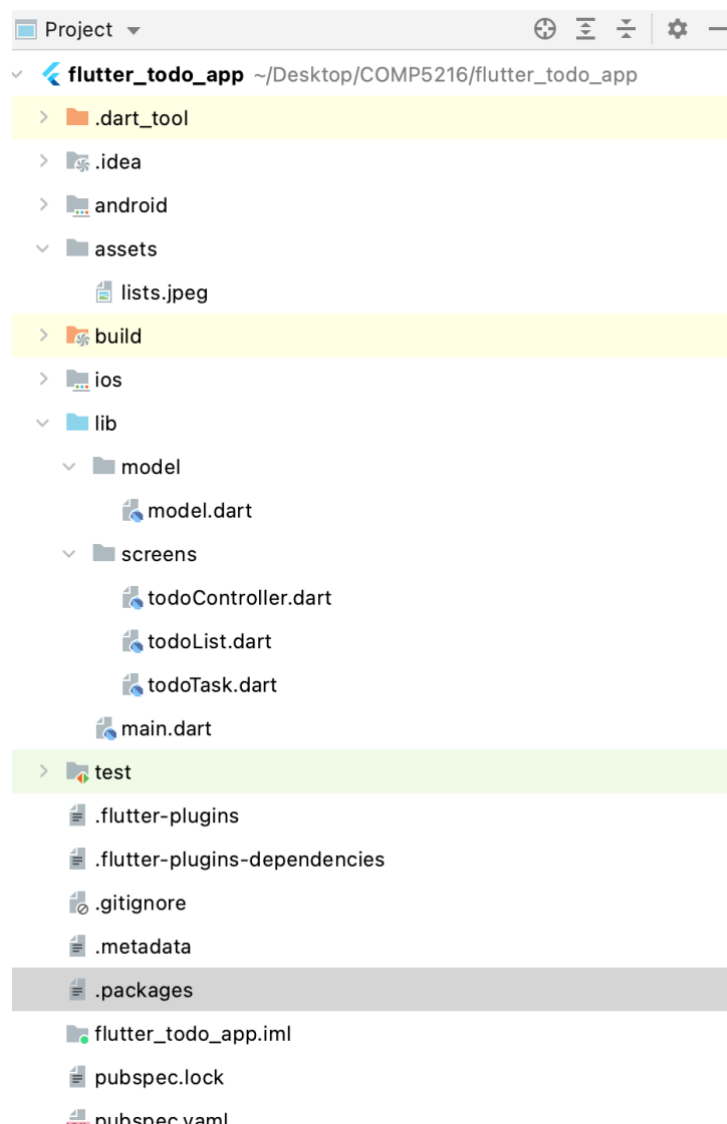 Project
flutter_todo_app ~/Desktop/COMP5216/flutter_todo_app
.dart_tool
.idea
android
assets
lists.jpeg
build
ios
lib
model
model.dart
screens
todoController.dart
todoList.dart
todoTask.dart
main.dart
test
.flutter-plugins
.flutter-plugins-dependencies
.gitignore
.metadata
.packages
flutter_todo_app.iml
pubspec.lock
pubspec.yaml